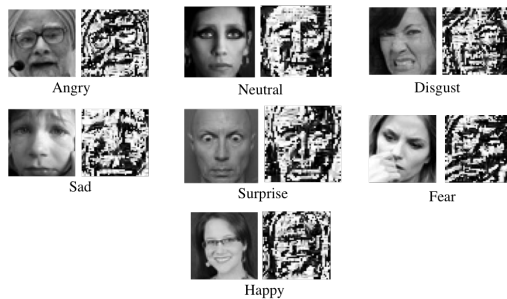 Angry
Neutral
Disgust
Sad
Surprise
Fear
Happy